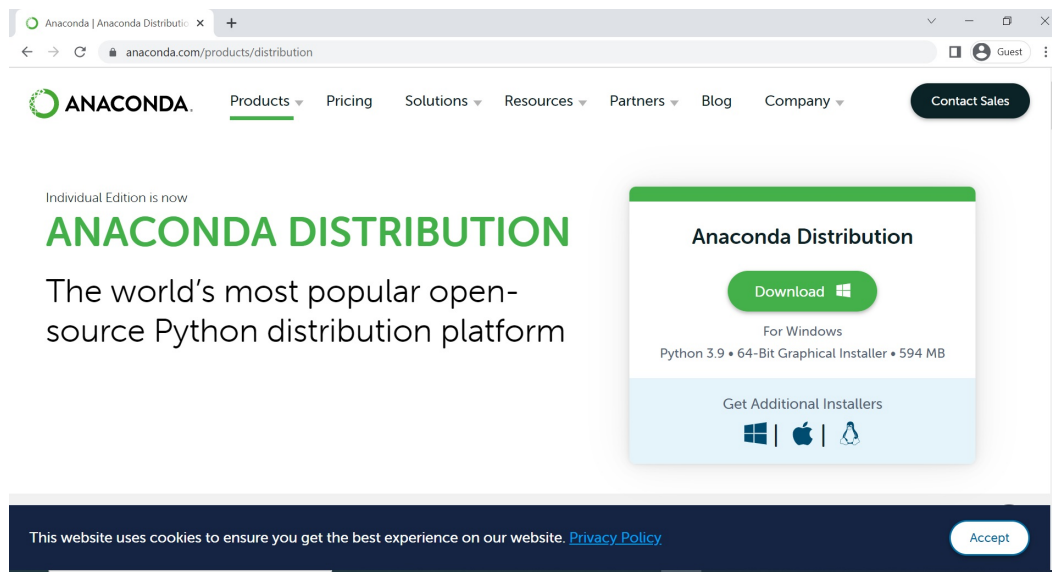 Anaconda | Anaconda Distributio
anaconda.com/products/distribution
Guest
ANACONDA.
Products
Pricing
Solutions
Resources
Partners
Blog
Company
Contact Sales
Individual Edition is now
ANACONDA DISTRIBUTION
The world's most popular open-
source Python distribution platform
Anaconda Distribution
Download
For Windows
Python 3.9 • 64-Bit Graphical Installer • 594 MB
Get Additional Installers
|
|
This website uses cookies to ensure you get the best experience on our website. Privacy Policy
Accept